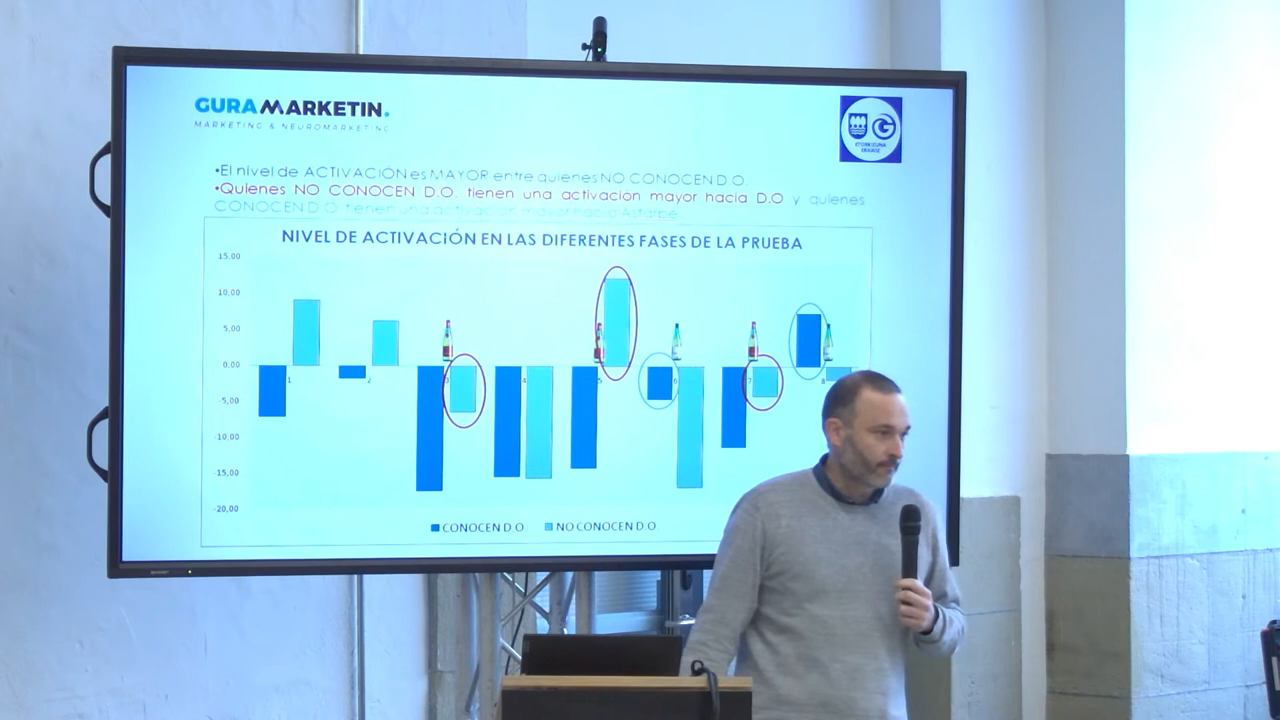 GURAMARKETIN.
MARKETING & NEUROMARKETING
ETORKIZUNA
ERAIKIZ
•El nivel de ACTIVACIÓN es MAYOR entre quienes NO CONOCEN D.O.
•Quienes NO CONOCEN D.O. tienen una activación mayor hacia D.O y quienes
CONOCEN D.O. tienen una activación mayor hacia Astarbe.
NIVEL DE ACTIVACIÓN EN LAS DIFERENTES FASES DE LA PRUEBA
15,00
10,00
5,00
0,00
-5,00
-10,00
-15,00
-20,00
1 2 3 4 5 6 7 8
CONOCEN D.O NO CONOCEN D.O